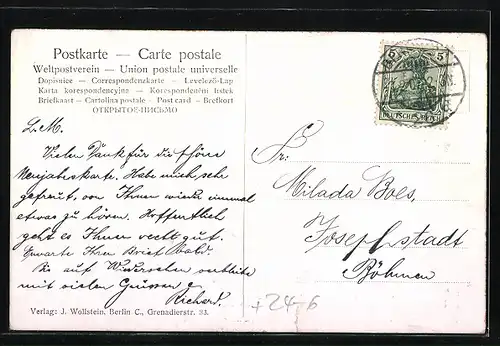 Postkarte — Carte postale
Weltpostverein — Union postale universelle
Dopisnice — Correspondenzkarte — Levelező-Lap
Karta korespondencyjna — Korespondenční lístek
Briefkaart — Cartolina postale — Post card — Brefkort
ОТКРЫТОЕ ПИСЬМО
L. M.
Vielen Dank für die schöne
Neujahrskarte. Habe mich sehr
gefreut, von Ihnen wieder einmal
etwas zu hören. Hoffentlich
geht es Ihnen recht gut.
Erwarte Ihren Brief bald.
auf Wiedersehen verbleibe
mit vielen Grüssen
Richard.
Verlag: J. Wollstein, Berlin C., Grenadierstr. 33.
5
DEUTSCHES REICH
Fr.
Milada Boes,
Josephstadt
Böhmen
+24-6